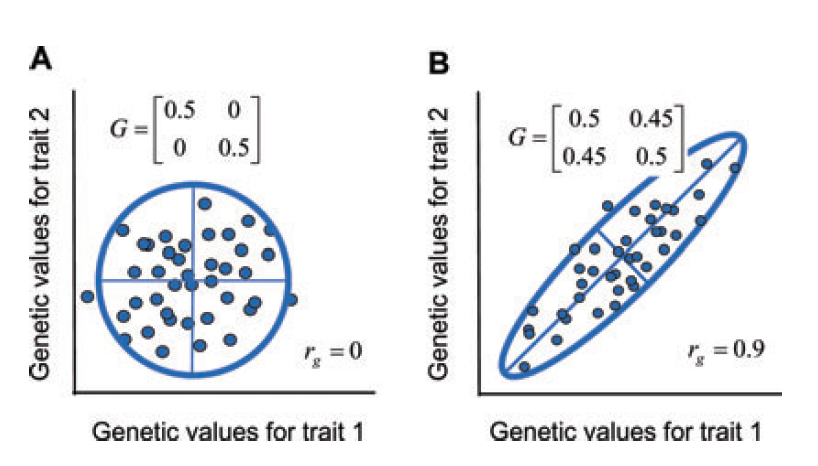 A
Genetic values for trait 2
G = [0.5 0
0 0.5]
r_g = 0
Genetic values for trait 1
B
Genetic values for trait 2
G = [0.5 0.45
0.45 0.5]
r_g = 0.9
Genetic values for trait 1